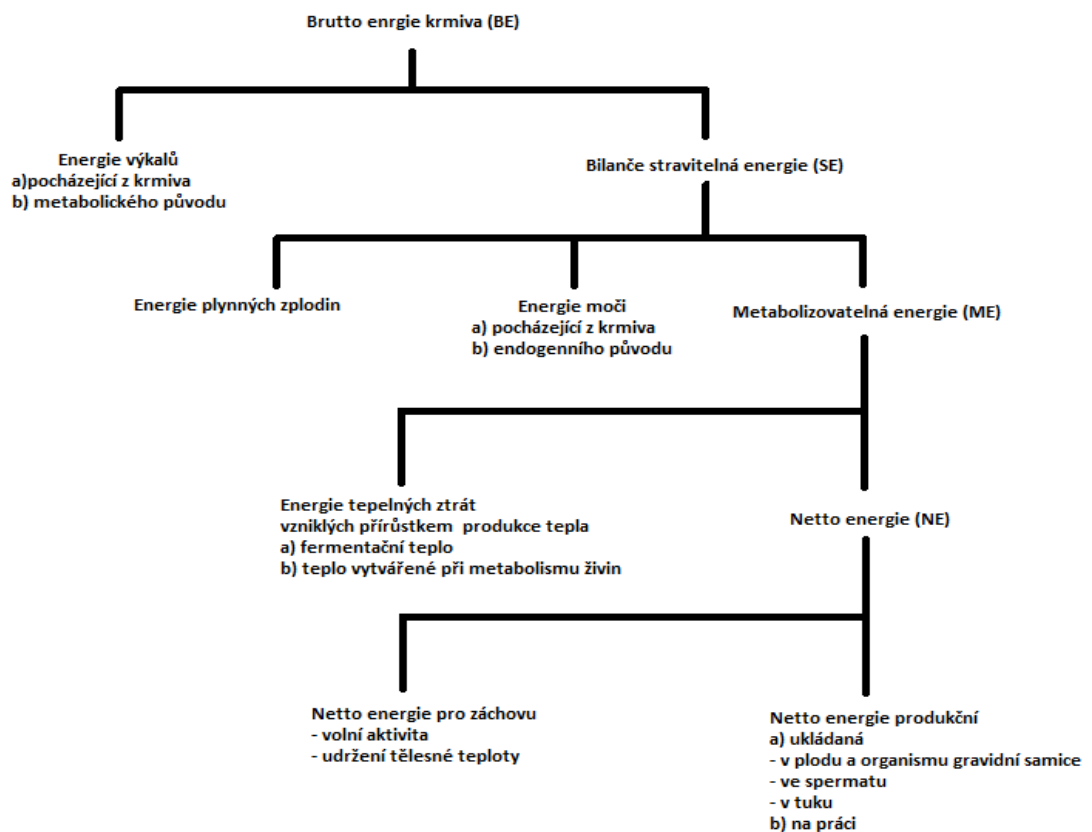 Brutto enrgie krmiva (BE)
Energie výkalů
a)pocházející z krmiva
b) metabolického původu
Bilanče stravitelná energie (SE)
Energie plynných zplodin
Energie moči
a) pocházející z krmiva
b) endogenního původu
Metabolizovatelná energie (ME)
Energie tepelných ztrát
vzniklých přírůstkem produkce tepla
a) fermentační teplo
b) teplo vytvářené při metabolismu živin
Netto energie (NE)
Netto energie pro záchovu
- volní aktivita
- udržení tělesné teploty
Netto energie produkční
a) ukládaná
- v plodu a organismu gravidní samice
- ve spermatu
- v tuku
b) na práci